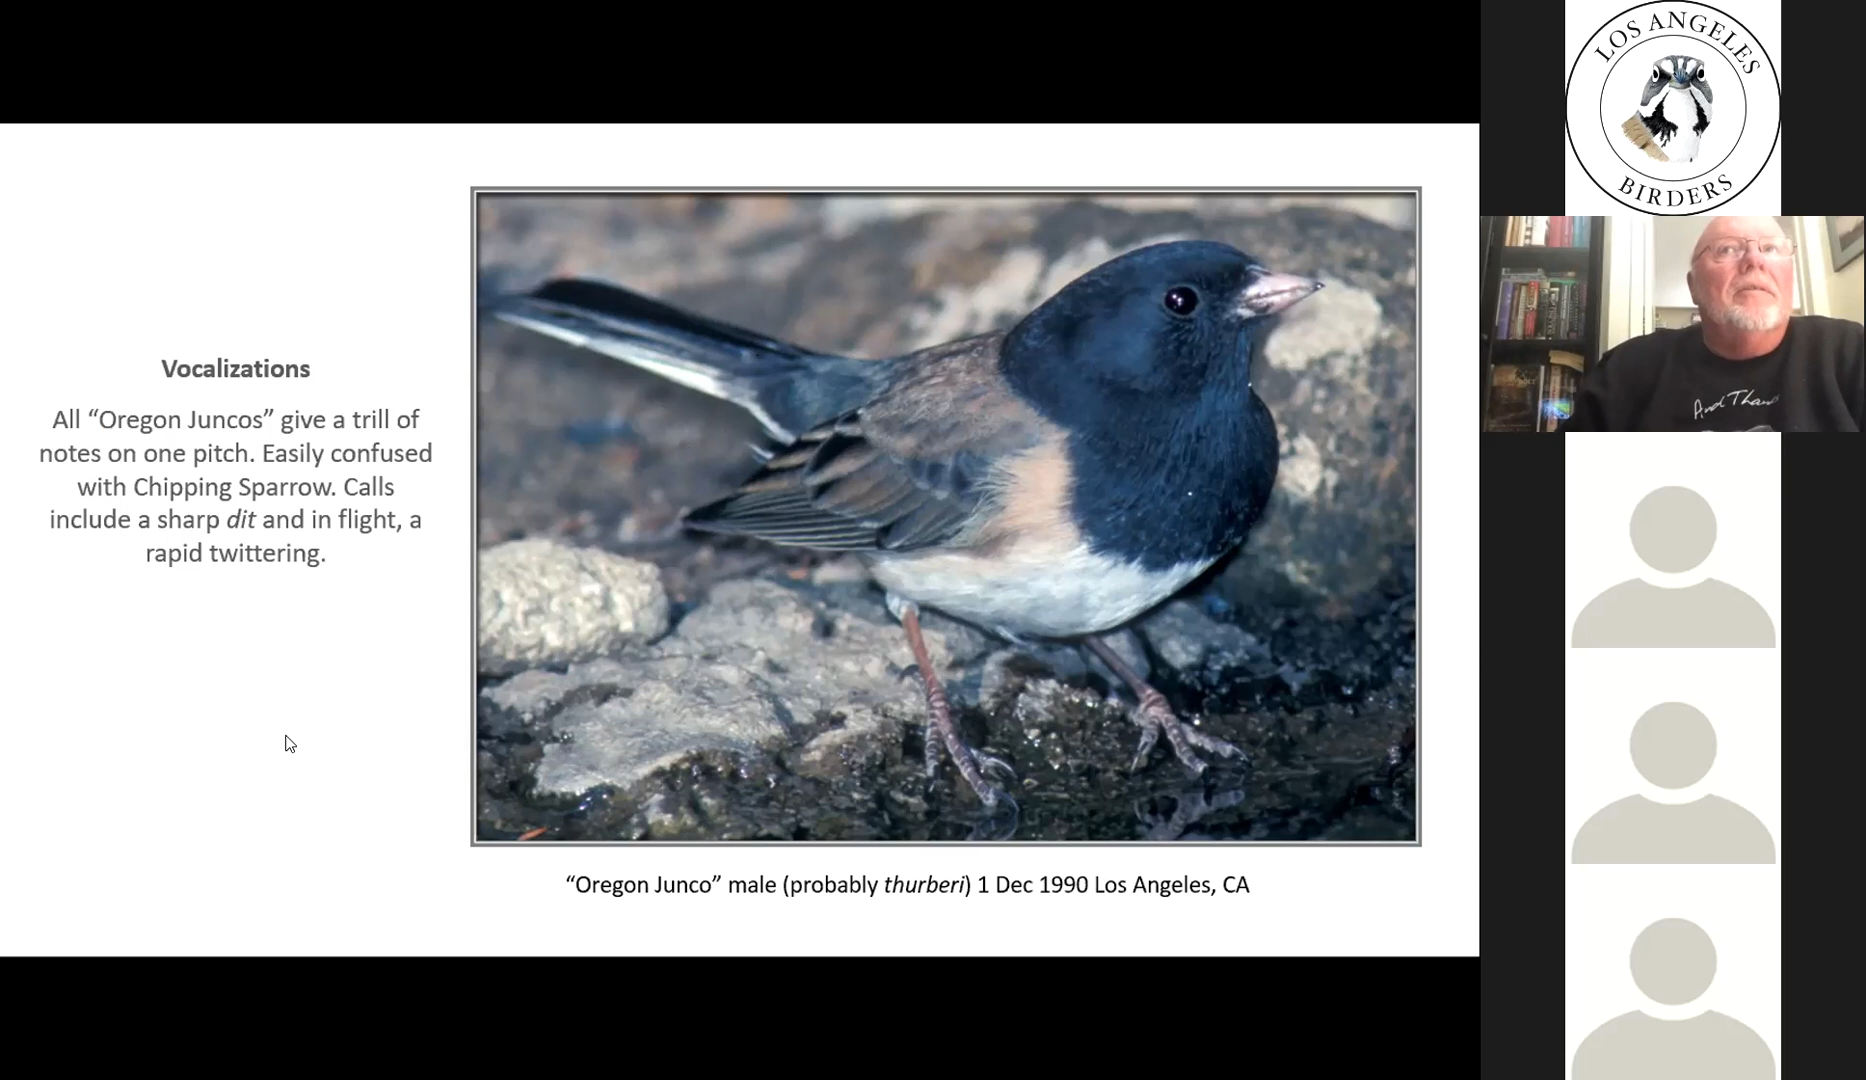 Vocalizations
All “Oregon Juncos” give a trill of
notes on one pitch. Easily confused
with Chipping Sparrow. Calls
include a sharp dit and in flight, a
rapid twittering.
“Oregon Junco” male (probably thurberi) 1 Dec 1990 Los Angeles, CA
LOS ANGELES
BIRDERS
And